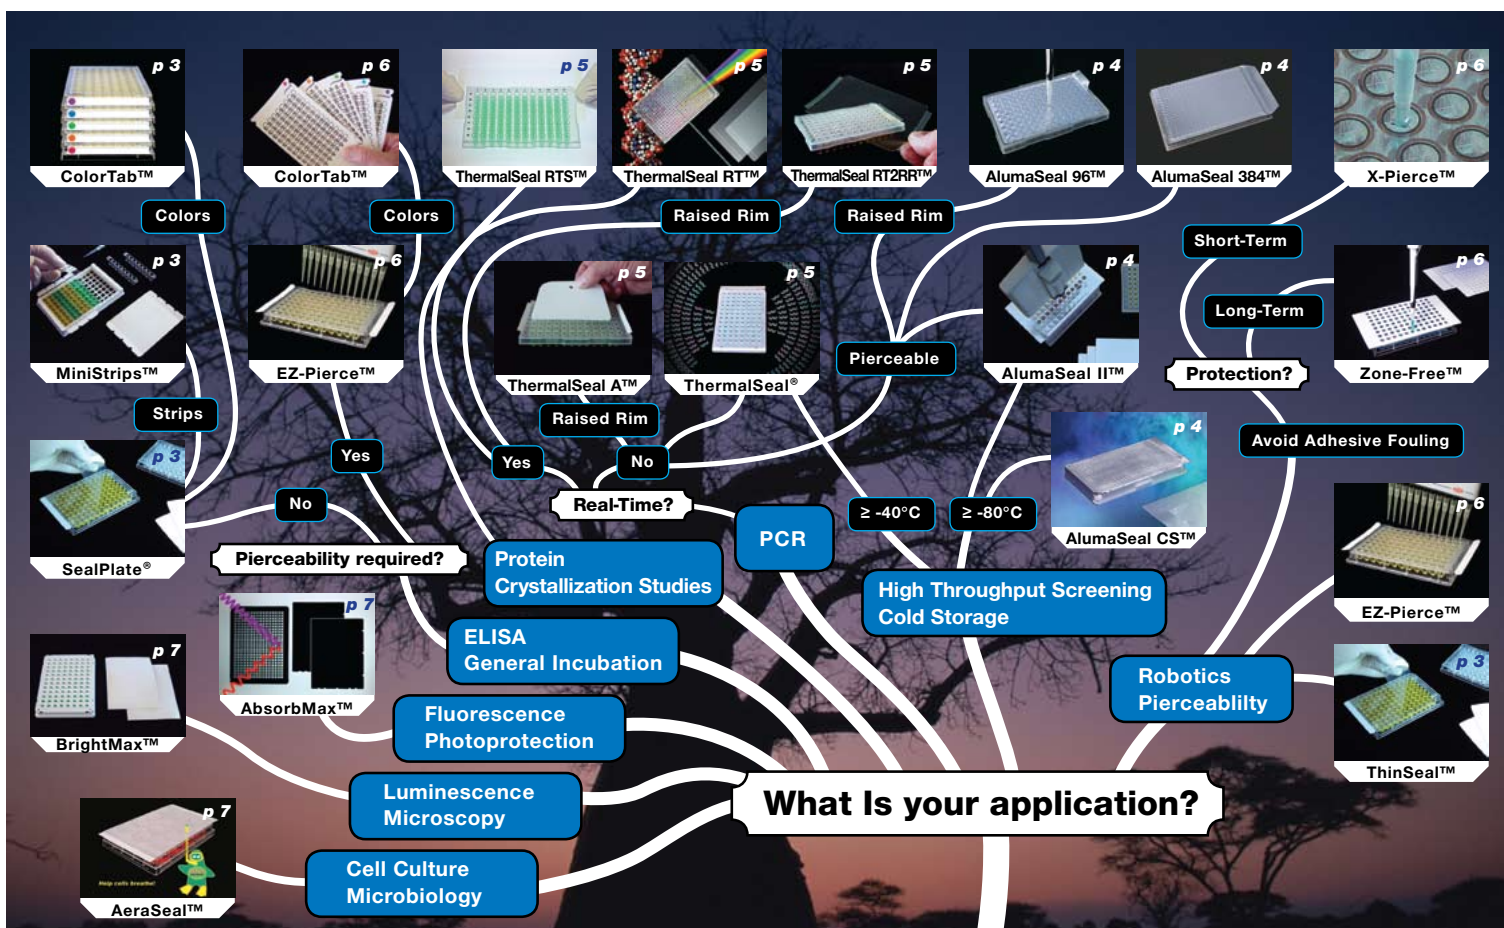 p 3
p 6
p 5
p 5
p 5
p 4
p 4
p 6
ColorTab™
ColorTab™
ThermalSeal RTS™
ThermalSeal RT™
ThermalSeal RT2RR™
AlumaSeal 96™
AlumaSeal 384™
X-Pierce™
Colors
Colors
Raised Rim
Raised Rim
Short-Term
p 3
p 6
p 5
p 5
p 4
p 6
Long-Term
Pierceable
MiniStrips™
EZ-Pierce™
ThermalSeal A™
ThermalSeal®
AlumaSeal II™
Protection?
Zone-Free™
Strips
Raised Rim
p 4
Avoid Adhesive Fouling
p 3
Yes
Yes
No
No
Real-Time?
≥ -40°C
≥ -80°C
p 6
AlumaSeal CS™
PCR
Pierceability required?
SealPlate®
Protein
Crystallization Studies
High Throughput Screening
Cold Storage
EZ-Pierce™
p 7
ELISA
General Incubation
p 7
p 3
Robotics
Pierceablilty
AbsorbMax™
Fluorescence
Photoprotection
BrightMax™
ThinSeal™
Luminescence
Microscopy
What Is your application?
p 7
Cell Culture
Microbiology
Help cells breathe!
AeraSeal™